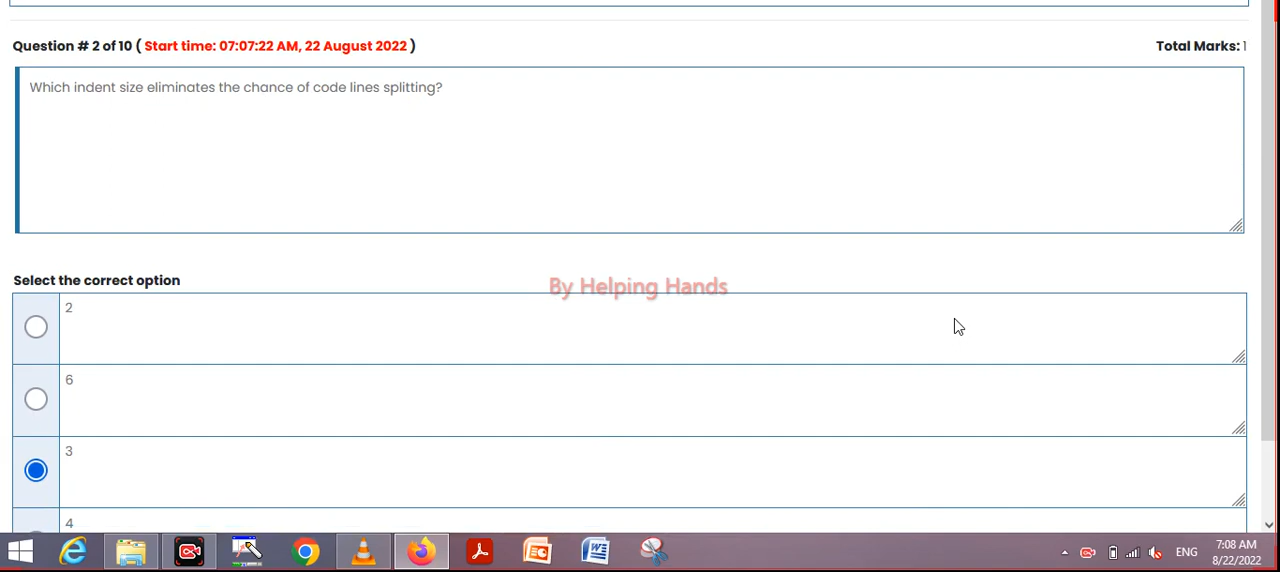 Question # 2 of 10 ( Start time: 07:07:22 AM, 22 August 2022 )
Total Marks: 1
Which indent size eliminates the chance of code lines splitting?
Select the correct option
By Helping Hands
2
6
3
4
ENG
7:08 AM
8/22/2022